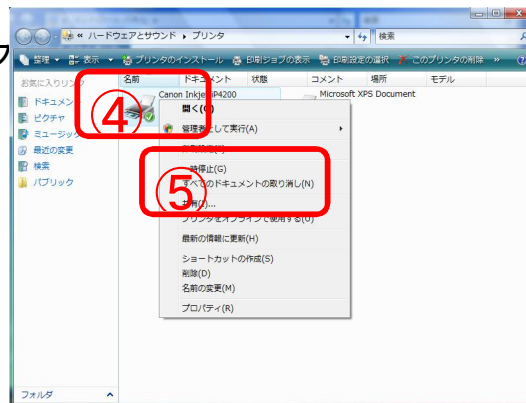 « ハードウェアとサウンド ▸ プリンタ
検索
整理 表示 プリンタのインストール 印刷ジョブの表示 印刷設定の選択 このプリンタの削除 »
お気に入りリンク
ドキュメント
ピクチャ
ミュージック
最近の変更
検索
パブリック
フォルダ
名前 ドキュメント 状態 コメント 場所 モデル
Canon Inkjet iP4200
Microsoft XPS Document
④
開く(O)
管理者として実行(A)
⑤
一時停止(G)
すべてのドキュメントの取り消し(N)
共有(I)...
プリンタをオフラインで使用する(U)
最新の情報に更新(H)
ショートカットの作成(S)
削除(D)
名前の変更(M)
プロパティ(R)